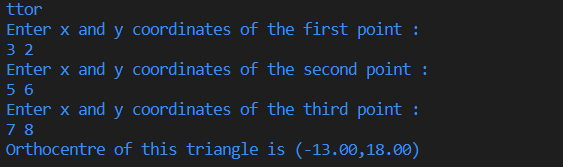 ttor
Enter x and y coordinates of the first point :
3 2
Enter x and y coordinates of the second point :
5 6
Enter x and y coordinates of the third point :
7 8
Orthocentre of this triangle is (-13.00,18.00)